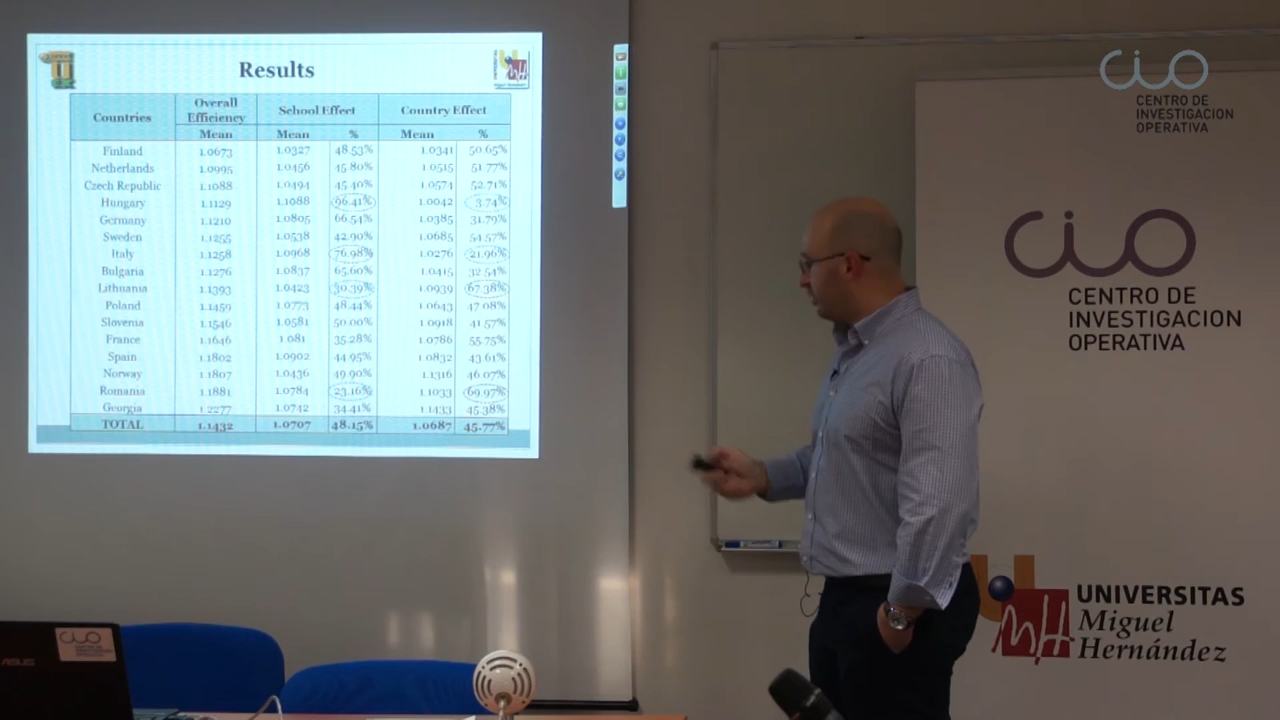 Results
Countries Overall Efficiency School Effect Country Effect
Mean Mean % Mean %
Finland 1.0673 1.0327 48.53% 1.0341 50.65%
Netherlands 1.0995 1.0456 45.80% 1.0515 51.77%
Czech Republic 1.1088 1.0494 45.40% 1.0574 52.71%
Hungary 1.1129 1.1088 96.41% 1.0042 3.74%
Germany 1.1210 1.0805 66.54% 1.0385 31.79%
Sweden 1.1255 1.0538 42.90% 1.0685 54.57%
Italy 1.1258 1.0968 76.98% 1.0276 21.96%
Bulgaria 1.1276 1.0837 65.60% 1.0415 32.54%
Lithuania 1.1393 1.0423 30.39% 1.0939 67.38%
Poland 1.1459 1.0773 48.44% 1.0643 47.08%
Slovenia 1.1546 1.0581 50.00% 1.0918 41.57%
France 1.1646 1.081 35.28% 1.0786 55.75%
Spain 1.1802 1.0902 44.95% 1.0832 43.61%
Norway 1.1807 1.0436 49.90% 1.1316 46.07%
Romania 1.1881 1.0784 23.16% 1.1033 69.97%
Georgia 1.2277 1.0742 34.41% 1.1433 45.38%
TOTAL 1.1432 1.0707 48.15% 1.0687 45.77%
CIO
CENTRO DE
INVESTIGACION
OPERATIVA
CIO
CENTRO DE
INVESTIGACION
OPERATIVA
UNIVERSITAS
Miguel
Hernández
ASUS
CIO